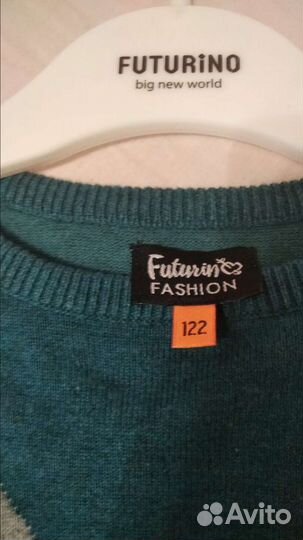 FUTURiNO
big new world
Futurino
FASHION
122
Avito